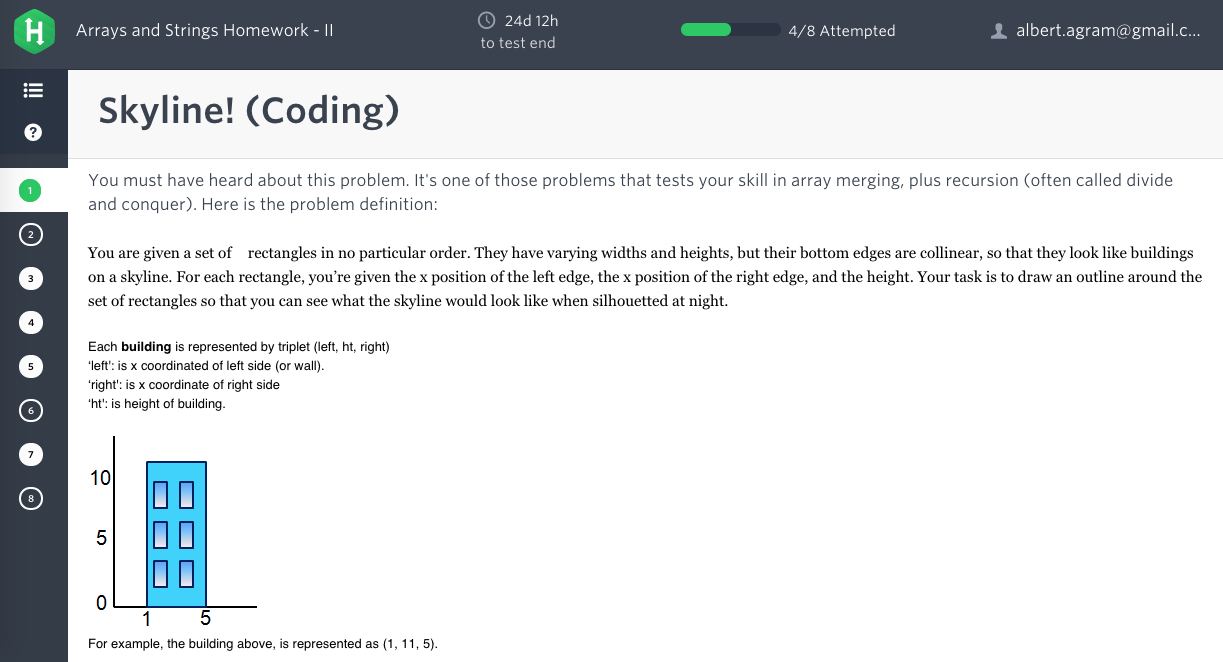 H
Arrays and Strings Homework - II
24d 12h
to test end
4/8 Attempted
albert.agram@gmail.c...
?
1
2
3
4
5
6
7
8
Skyline! (Coding)
You must have heard about this problem. It's one of those problems that tests your skill in array merging, plus recursion (often called divide
and conquer). Here is the problem definition:
You are given a set of rectangles in no particular order. They have varying widths and heights, but their bottom edges are collinear, so that they look like buildings
on a skyline. For each rectangle, you’re given the x position of the left edge, the x position of the right edge, and the height. Your task is to draw an outline around the
set of rectangles so that you can see what the skyline would look like when silhouetted at night.
Each building is represented by triplet (left, ht, right)
‘left': is x coordinated of left side (or wall).
‘right': is x coordinate of right side
‘ht': is height of building.
10
5
0
1 5
For example, the building above, is represented as (1, 11, 5).